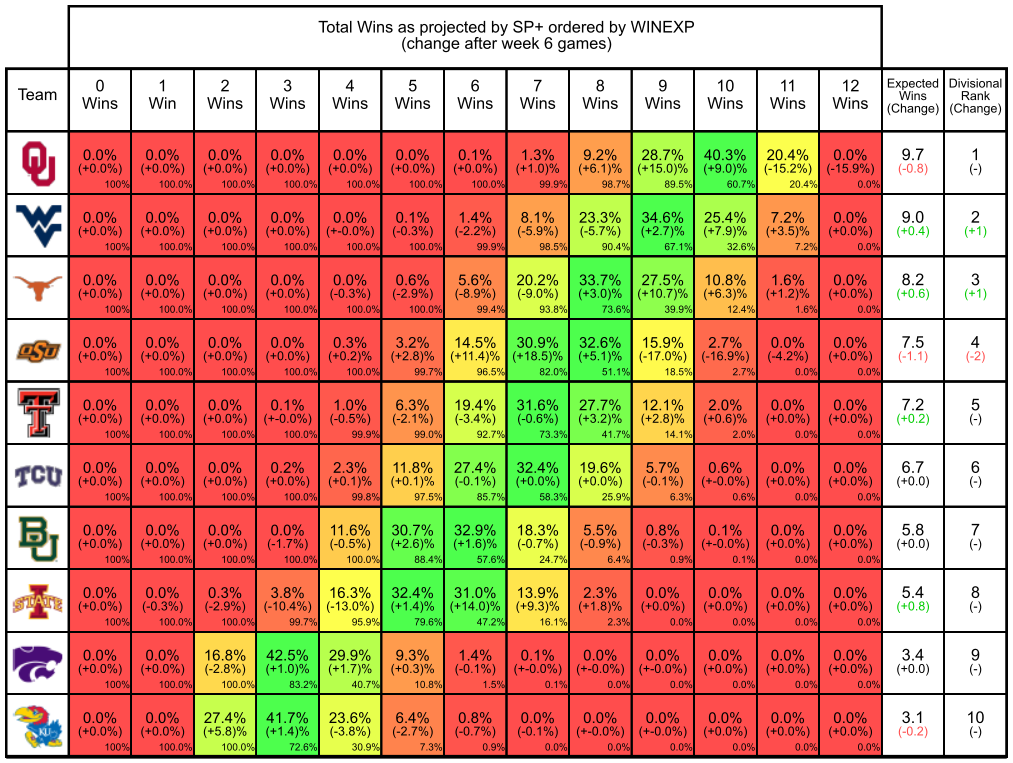 Total Wins as projected by SP+ ordered by WINEXP
(change after week 6 games)
Team
0 Wins
1 Win
2 Wins
3 Wins
4 Wins
5 Wins
6 Wins
7 Wins
8 Wins
9 Wins
10 Wins
11 Wins
12 Wins
Expected Wins (Change)
Divisional Rank (Change)
OU
0.0% 0.0% 0.0% 0.0% 0.0% 0.0% 0.1% 1.3% 9.2% 28.7% 40.3% 20.4% 0.0% 9.7 1
(+0.0%) (+0.0%) (+0.0%) (+0.0%) (+0.0%) (+0.0%) (+0.0%) (+1.0)% (+6.1)% (+15.0)% (+9.0)% (-15.2%) (-15.9%) (-0.8) (-)
100% 100.0% 100.0% 100.0% 100.0% 100.0% 100.0% 99.9% 98.7% 89.5% 60.7% 20.4% 0.0%
WV
0.0% 0.0% 0.0% 0.0% 0.0% 0.1% 1.4% 8.1% 23.3% 34.6% 25.4% 7.2% 0.0% 9.0 2
(+0.0%) (+0.0%) (+0.0%) (+0.0%) (+-0.0%) (-0.3%) (-2.2%) (-5.9%) (-5.7%) (+2.7)% (+7.9)% (+3.5)% (+0.0%) (+0.4) (+1)
100% 100.0% 100.0% 100.0% 100.0% 100.0% 99.9% 98.5% 90.4% 67.1% 32.6% 7.2% 0.0%
0.0% 0.0% 0.0% 0.0% 0.0% 0.6% 5.6% 20.2% 33.7% 27.5% 10.8% 1.6% 0.0% 8.2 3
(+0.0%) (+0.0%) (+0.0%) (+0.0%) (-0.3%) (-2.9%) (-8.9%) (-9.0%) (+3.0)% (+10.7)% (+6.3)% (+1.2)% (+0.0%) (+0.6) (+1)
100% 100.0% 100.0% 100.0% 100.0% 100.0% 99.4% 93.8% 73.6% 39.9% 12.4% 1.6% 0.0%
OSU
0.0% 0.0% 0.0% 0.0% 0.3% 3.2% 14.5% 30.9% 32.6% 15.9% 2.7% 0.0% 0.0% 7.5 4
(+0.0%) (+0.0%) (+0.0%) (+0.0%) (+0.2)% (+2.8)% (+11.4)% (+18.5)% (+5.1)% (-17.0%) (-16.9%) (-4.2%) (+0.0%) (-1.1) (-2)
100% 100.0% 100.0% 100.0% 100.0% 99.7% 96.5% 82.0% 51.1% 18.5% 2.7% 0.0% 0.0%
T
0.0% 0.0% 0.0% 0.1% 1.0% 6.3% 19.4% 31.6% 27.7% 12.1% 2.0% 0.0% 0.0% 7.2 5
(+0.0%) (+0.0%) (+0.0%) (+-0.0%) (-0.5%) (-2.1%) (-3.4%) (-0.6%) (+3.2)% (+2.8)% (+0.6)% (+0.0%) (+0.0%) (+0.2) (-)
100% 100.0% 100.0% 100.0% 99.9% 99.0% 92.7% 73.3% 41.7% 14.1% 2.0% 0.0% 0.0%
TCU
0.0% 0.0% 0.0% 0.2% 2.3% 11.8% 27.4% 32.4% 19.6% 5.7% 0.6% 0.0% 0.0% 6.7 6
(+0.0%) (+0.0%) (+0.0%) (+0.0%) (+0.1)% (+0.1)% (-0.1%) (+0.0)% (+0.0)% (-0.1%) (+-0.0%) (+0.0%) (+0.0%) (+0.0) (-)
100% 100.0% 100.0% 100.0% 99.8% 97.5% 85.7% 58.3% 25.9% 6.3% 0.6% 0.0% 0.0%
BU
0.0% 0.0% 0.0% 0.0% 11.6% 30.7% 32.9% 18.3% 5.5% 0.8% 0.1% 0.0% 0.0% 5.8 7
(+0.0%) (+0.0%) (+0.0%) (-1.7%) (-0.5%) (+2.6)% (+1.6)% (-0.7%) (-0.9%) (-0.3%) (+-0.0%) (+0.0%) (+0.0%) (+0.0) (-)
100% 100.0% 100.0% 100.0% 100.0% 88.4% 57.6% 24.7% 6.4% 0.9% 0.1% 0.0% 0.0%
I STATE
0.0% 0.0% 0.3% 3.8% 16.3% 32.4% 31.0% 13.9% 2.3% 0.0% 0.0% 0.0% 0.0% 5.4 8
(+0.0%) (-0.3%) (-2.9%) (-10.4%) (-13.0%) (+1.4)% (+14.0)% (+9.3)% (+1.8)% (+0.0%) (+0.0%) (+0.0%) (+0.0%) (+0.8) (-)
100% 100.0% 100.0% 99.7% 95.9% 79.6% 47.2% 16.1% 2.3% 0.0% 0.0% 0.0% 0.0%
0.0% 0.0% 16.8% 42.5% 29.9% 9.3% 1.4% 0.1% 0.0% 0.0% 0.0% 0.0% 0.0% 3.4 9
(+0.0%) (+0.0%) (-2.8%) (+1.0)% (+1.7)% (+0.3)% (-0.1%) (+-0.0%) (+-0.0%) (+-0.0%) (+0.0%) (+0.0%) (+0.0%) (+0.0) (-)
100% 100.0% 100.0% 83.2% 40.7% 10.8% 1.5% 0.1% 0.0% 0.0% 0.0% 0.0% 0.0%
KU
0.0% 0.0% 27.4% 41.7% 23.6% 6.4% 0.8% 0.0% 0.0% 0.0% 0.0% 0.0% 0.0% 3.1 10
(+0.0%) (+0.0%) (+5.8)% (+1.4)% (-3.8%) (-2.7%) (-0.7%) (-0.1%) (+-0.0%) (+-0.0%) (+0.0%) (+0.0%) (+0.0%) (-0.2) (-)
100% 100.0% 100.0% 72.6% 30.9% 7.3% 0.9% 0.0% 0.0% 0.0% 0.0% 0.0% 0.0%